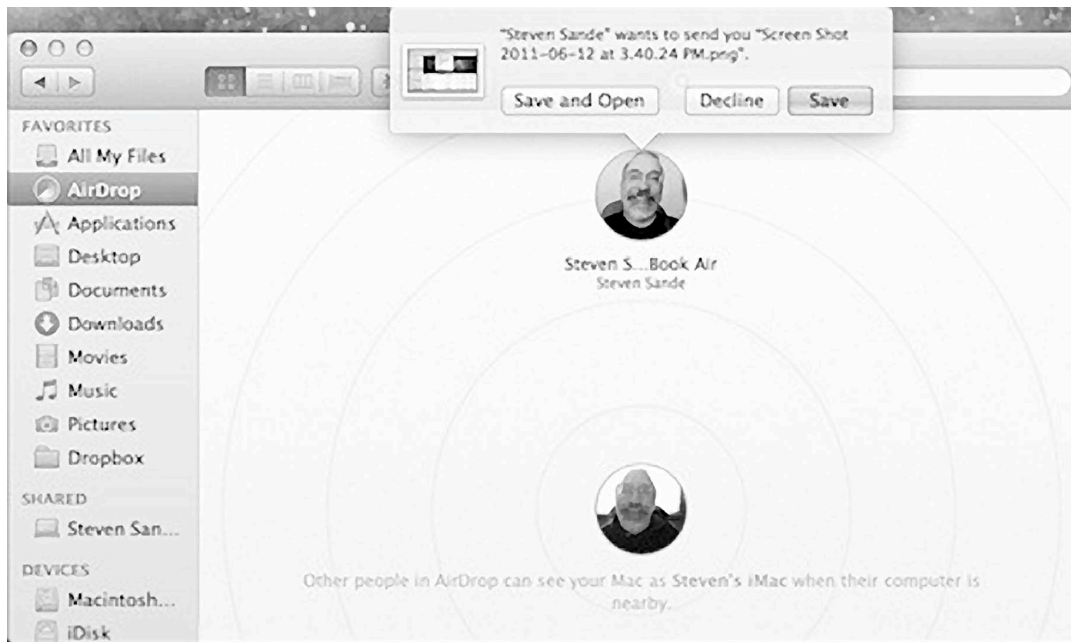 "Steven Sande" wants to send you "Screen Shot
2011-06-12 at 3.40.24 PM.png".
Save and Open
Decline
Save
FAVORITES
All My Files
AirDrop
Applications
Desktop
Documents
Downloads
Movies
Music
Pictures
Dropbox
SHARED
Steven San...
DEVICES
Macintosh...
iDisk
Steven S...Book Air
Steven Sande
Other people in AirDrop can see your Mac as Steven's iMac when their computer is
nearby.